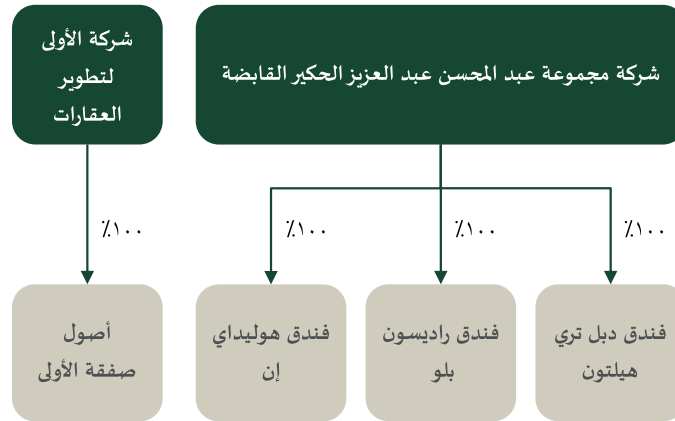 شركة مجموعة عبد المحسن عبد العزيز الحكير القابضة
شركة الأولى
لتطوير
العقارات
٪١٠٠
٪١٠٠
٪١٠٠
٪١٠٠
فندق دبل تري
هيلتون
فندق راديسون
بلو
فندق هوليداي
إن
أصول
صفقة الأولى